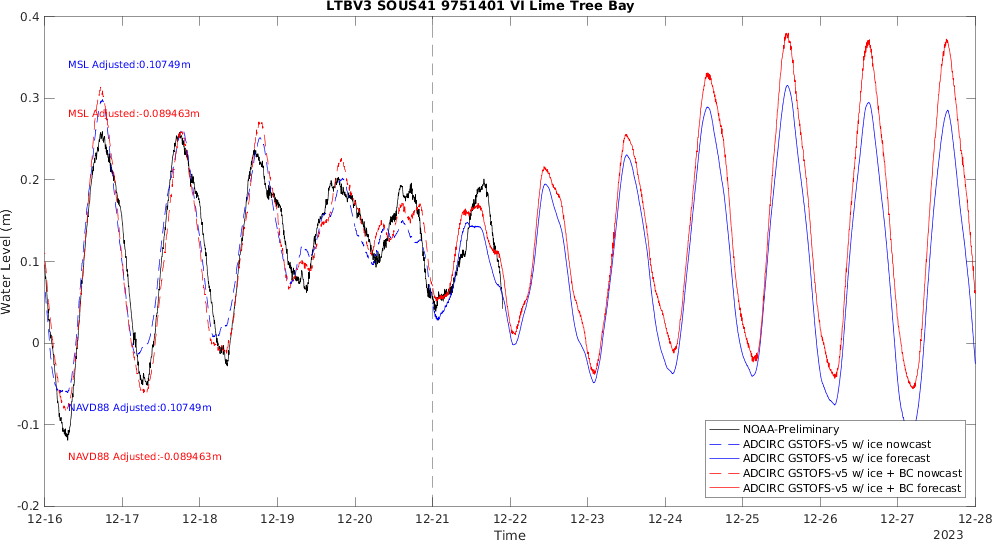 LTBV3 SOUS41 9751401 VI Lime Tree Bay
0.4
MSL Adjusted:0.10749m
0.3
MSL Adjusted:-0.089463m
0.2
Water Level (m)
0.1
0
NAVD88 Adjusted:0.10749m
-0.1
NAVD88 Adjusted:-0.089463m
-0.2
NOAA-Preliminary
ADCIRC GSTOFS-v5 w/ ice nowcast
ADCIRC GSTOFS-v5 w/ ice forecast
ADCIRC GSTOFS-v5 w/ ice + BC nowcast
ADCIRC GSTOFS-v5 w/ ice + BC forecast
12-16 12-17 12-18 12-19 12-20 12-21 12-22 12-23 12-24 12-25 12-26 12-27 12-28
Time
2023